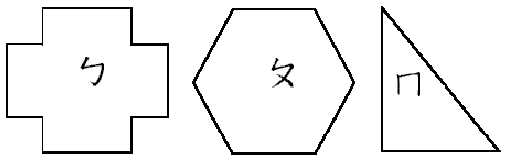 ㄅ ㄆ ㄇ